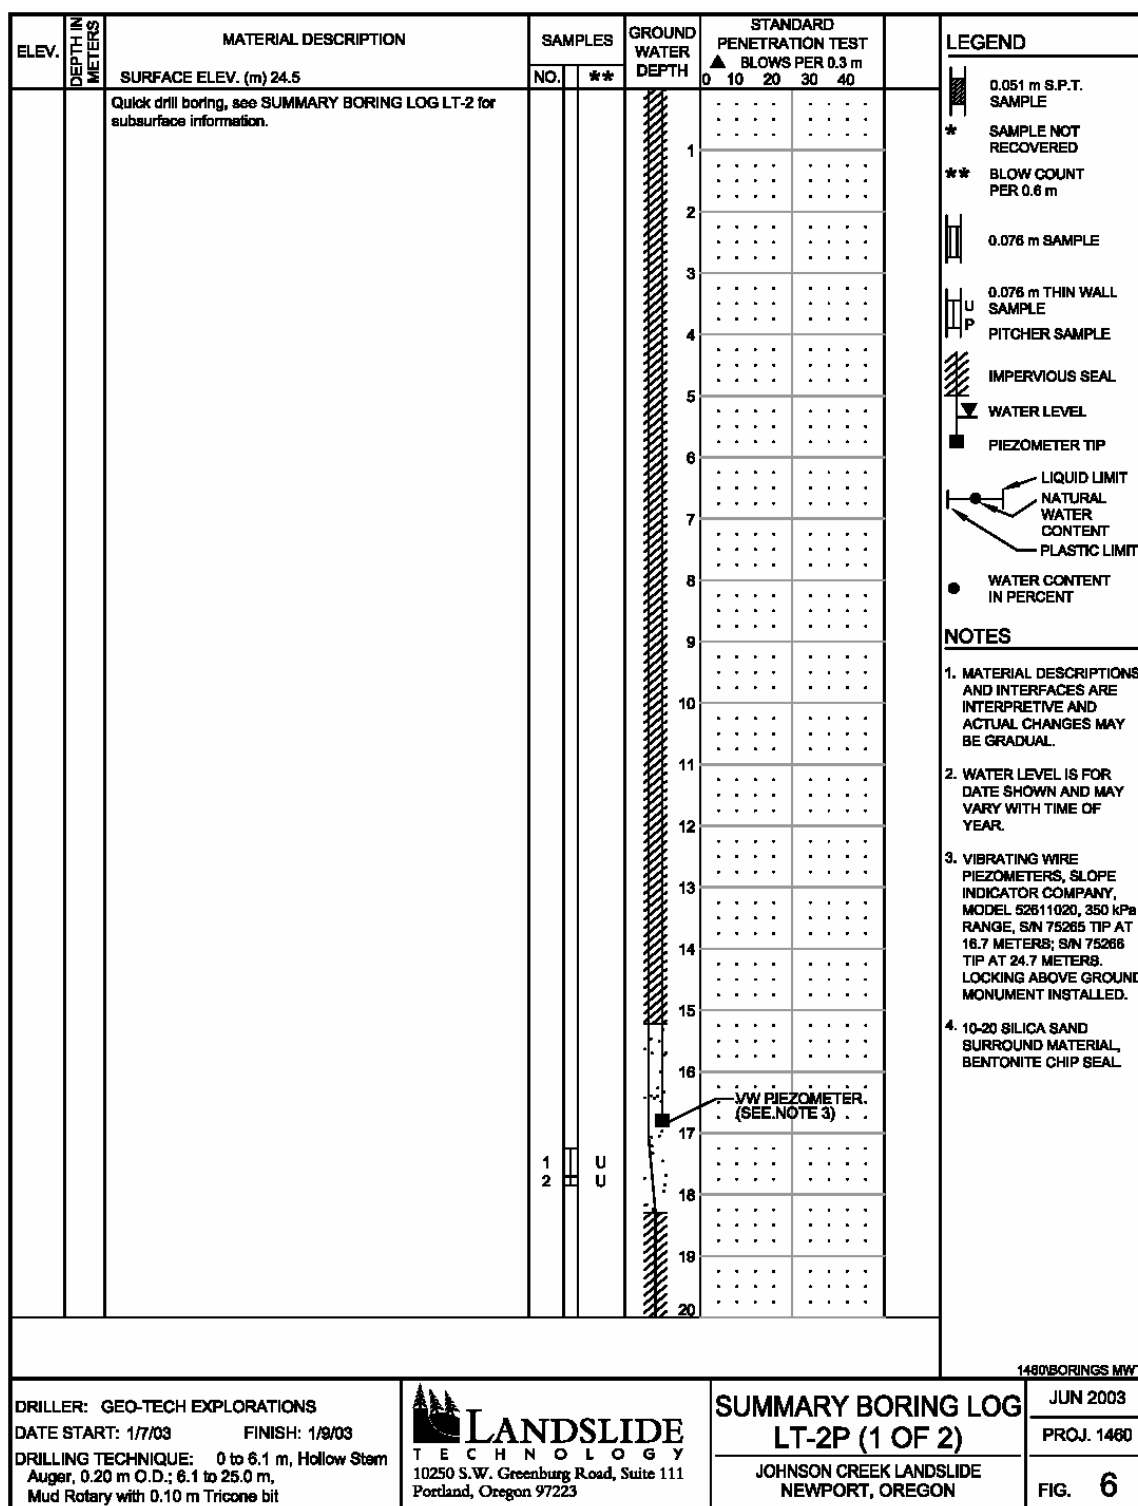 ELEV.
DEPTH IN METERS
MATERIAL DESCRIPTION
SURFACE ELEV. (m) 24.5
SAMPLES
NO. **
GROUND WATER DEPTH
STANDARD
PENETRATION TEST
▲ BLOWS PER 0.3 m
0 10 20 30 40
Quick drill boring, see SUMMARY BORING LOG LT-2 for
subsurface information.
1
2
3
4
5
6
7
8
9
10
11
12
13
14
15
16
VW PIEZOMETER.
(SEE NOTE 3)
17
1 U
2 U
18
19
20
LEGEND
0.051 m S.P.T.
SAMPLE
* SAMPLE NOT
RECOVERED
** BLOW COUNT
PER 0.6 m
0.076 m SAMPLE
0.076 m THIN WALL
U SAMPLE
P PITCHER SAMPLE
IMPERVIOUS SEAL
WATER LEVEL
PIEZOMETER TIP
LIQUID LIMIT
NATURAL
WATER
CONTENT
PLASTIC LIMIT
WATER CONTENT
IN PERCENT
NOTES
1. MATERIAL DESCRIPTIONS
AND INTERFACES ARE
INTERPRETIVE AND
ACTUAL CHANGES MAY
BE GRADUAL.
2. WATER LEVEL IS FOR
DATE SHOWN AND MAY
VARY WITH TIME OF
YEAR.
3. VIBRATING WIRE
PIEZOMETERS, SLOPE
INDICATOR COMPANY,
MODEL 52611020, 350 kPa
RANGE, S/N 75265 TIP AT
16.7 METERS; S/N 75266
TIP AT 24.7 METERS.
LOCKING ABOVE GROUND
MONUMENT INSTALLED.
4. 10-20 SILICA SAND
SURROUND MATERIAL,
BENTONITE CHIP SEAL
1460\BORINGS MWT
DRILLER: GEO-TECH EXPLORATIONS
DATE START: 1/7/03 FINISH: 1/9/03
DRILLING TECHNIQUE: 0 to 6.1 m, Hollow Stem
Auger, 0.20 m O.D.; 6.1 to 25.0 m,
Mud Rotary with 0.10 m Tricone bit
LANDSLIDE
TECHNOLOGY
10250 S.W. Greenburg Road, Suite 111
Portland, Oregon 97223
SUMMARY BORING LOG
LT-2P (1 OF 2)
JOHNSON CREEK LANDSLIDE
NEWPORT, OREGON
JUN 2003
PROJ. 1460
FIG. 6